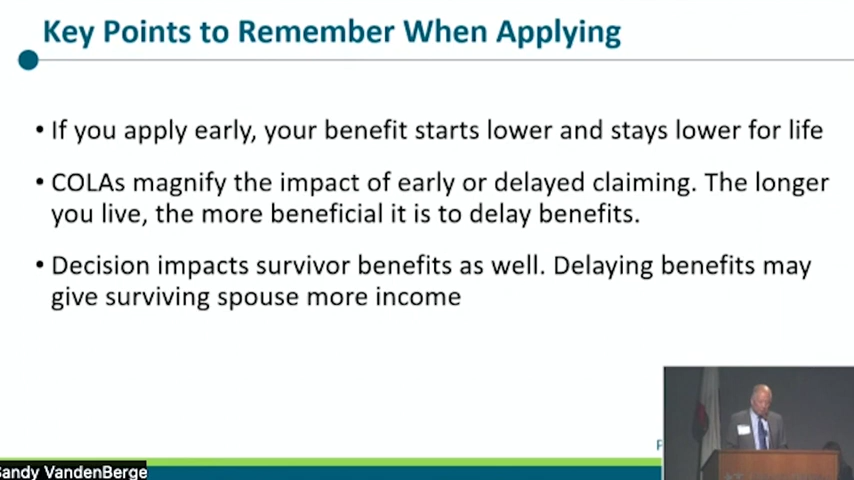 Key Points to Remember When Applying
• If you apply early, your benefit starts lower and stays lower for life
• COLAs magnify the impact of early or delayed claiming. The longer
you live, the more beneficial it is to delay benefits.
• Decision impacts survivor benefits as well. Delaying benefits may
give surviving spouse more income
Sandy VandenBerge